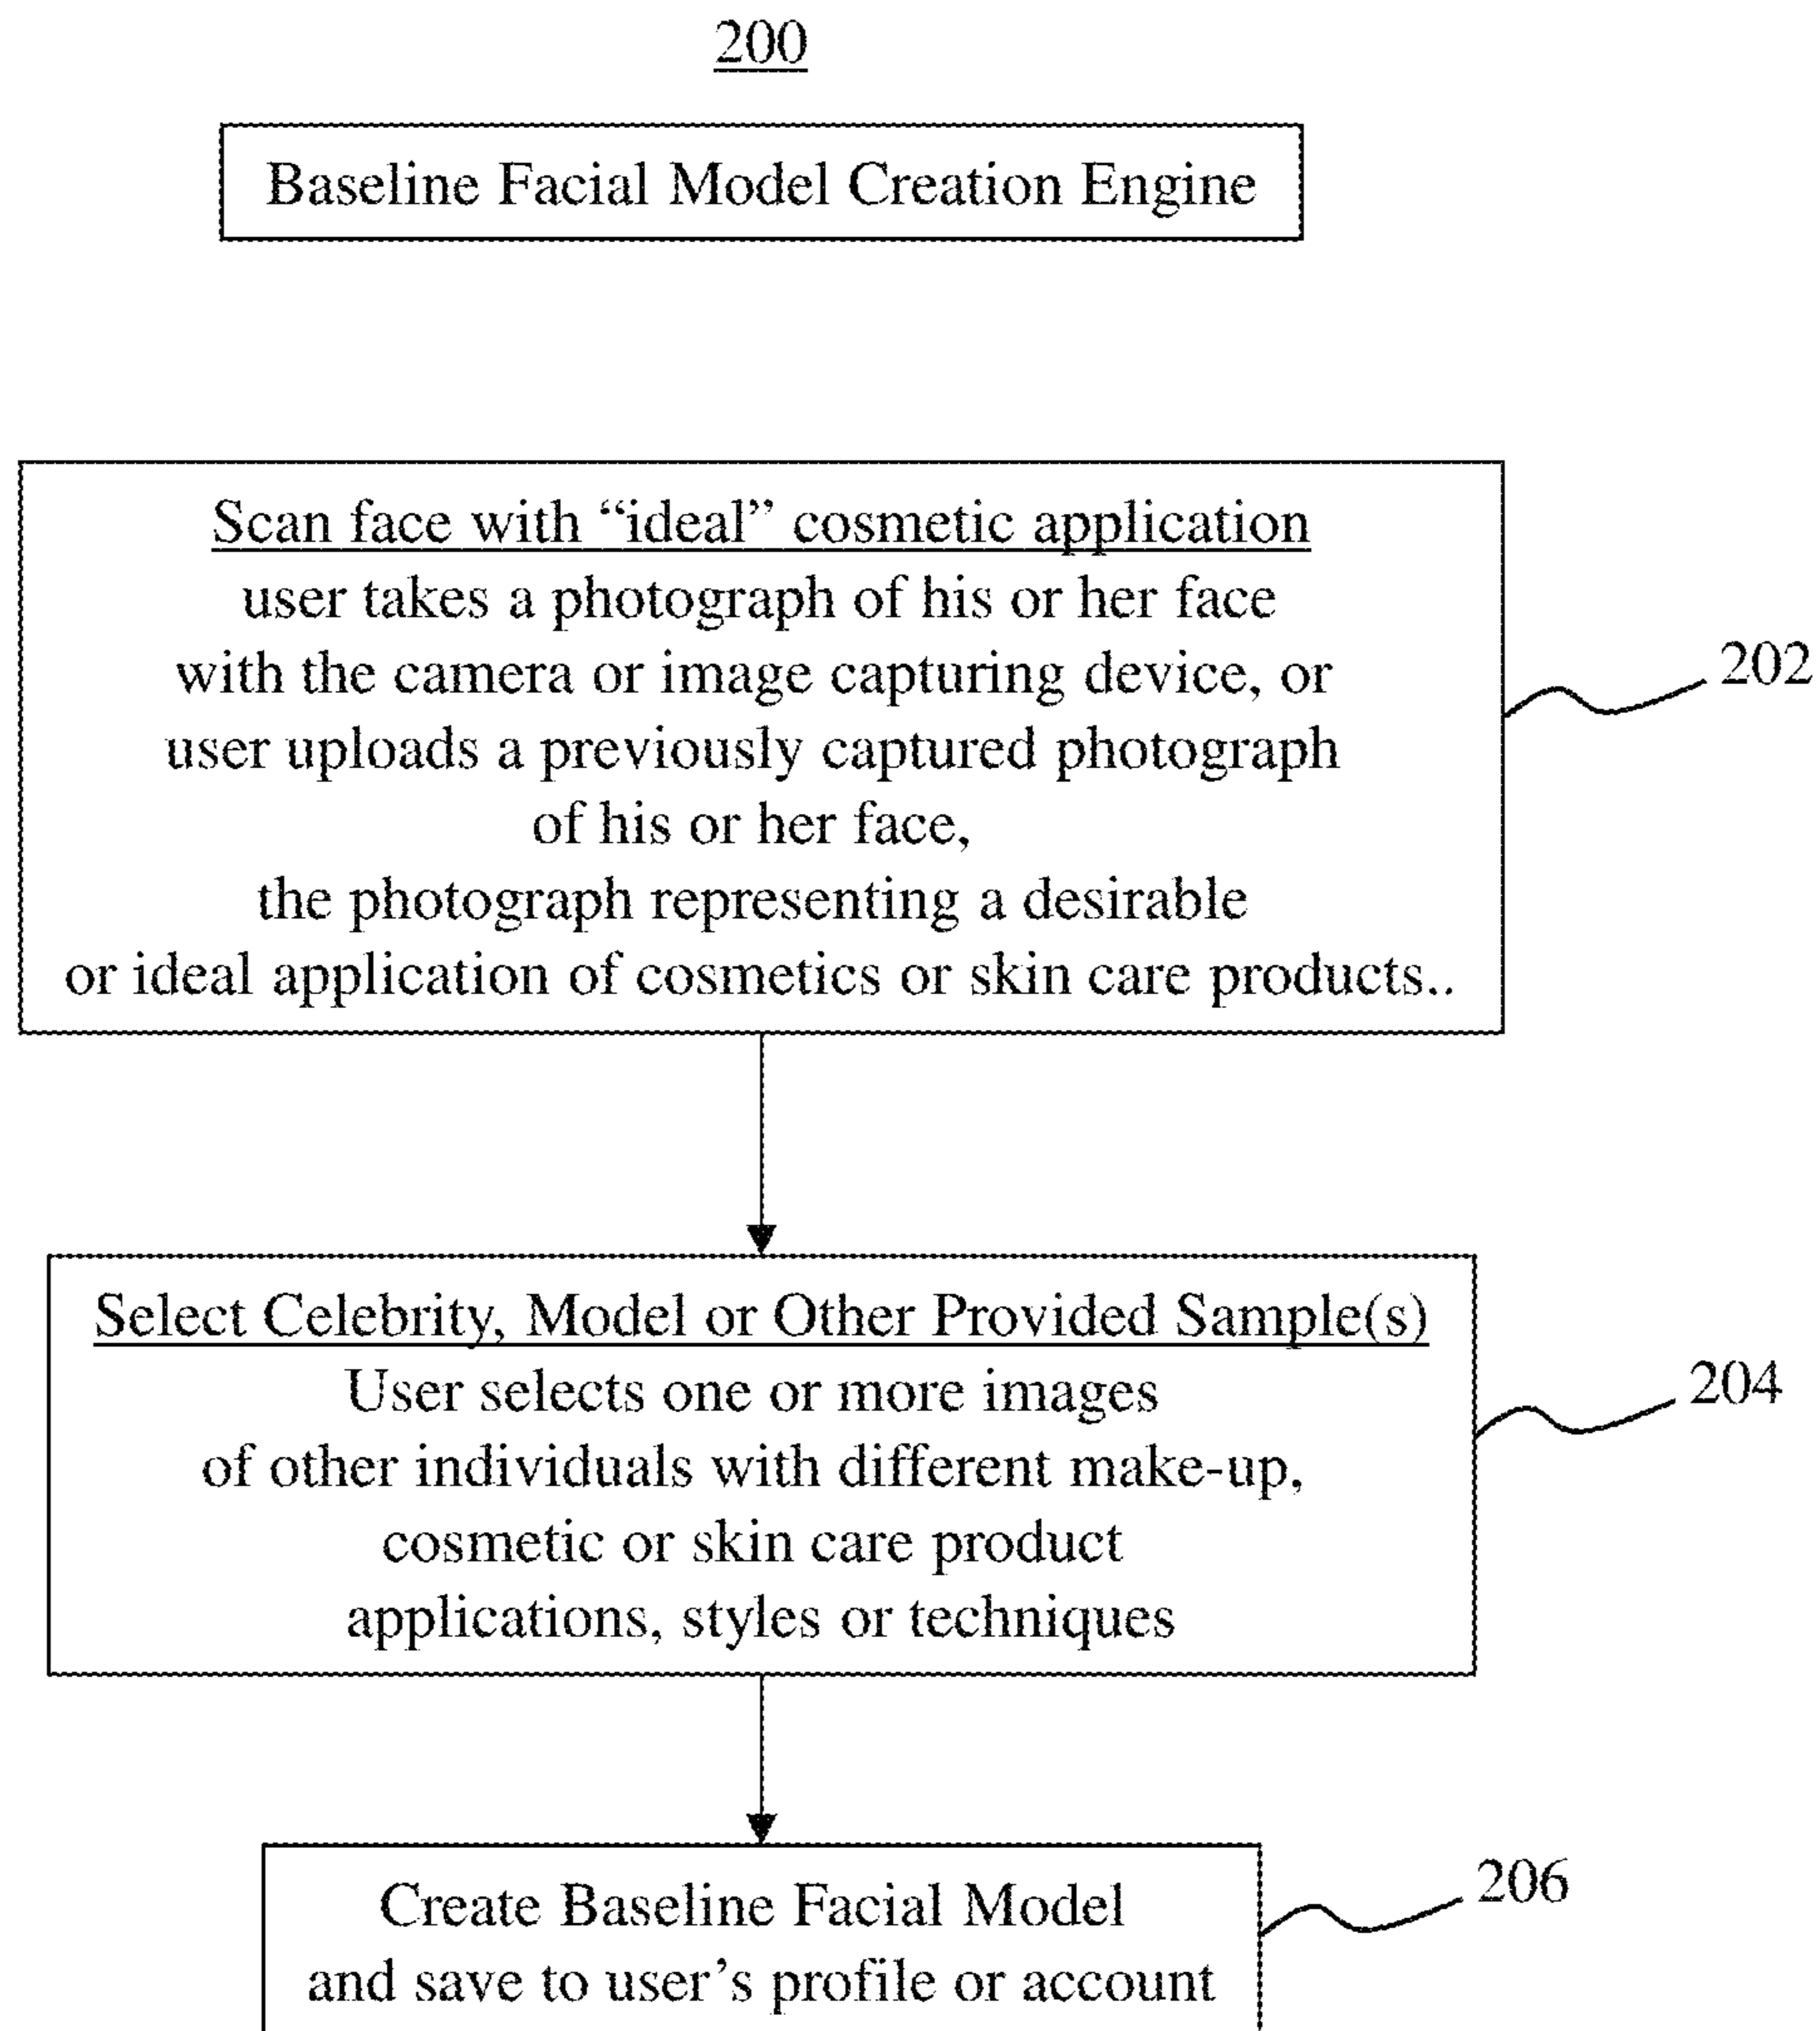 200
Baseline Facial Model Creation Engine
Scan face with “ideal” cosmetic application
user takes a photograph of his or her face
with the camera or image capturing device, or
user uploads a previously captured photograph
of his or her face,
the photograph representing a desirable
or ideal application of cosmetics or skin care products..
202
Select Celebrity, Model or Other Provided Sample(s)
User selects one or more images
of other individuals with different make-up,
cosmetic or skin care product
applications, styles or techniques
204
Create Baseline Facial Model
and save to user’s profile or account
206